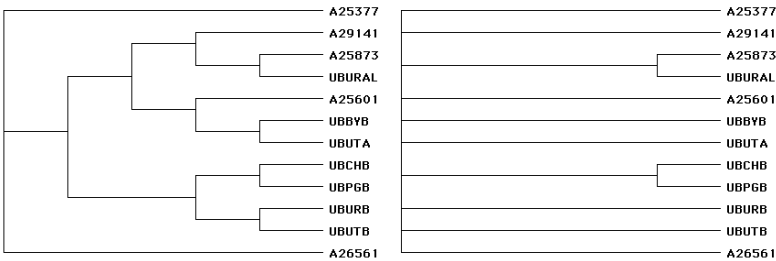 A25377 A25377
A29141 A29141
A25873 A25873
UBURAL UBURAL
A25601 A25601
UBBYB UBBYB
UBUTA UBUTA
UBCHB UBCHB
UBPGB UBPGB
UBURB UBURB
UBUTB UBUTB
A26561 A26561